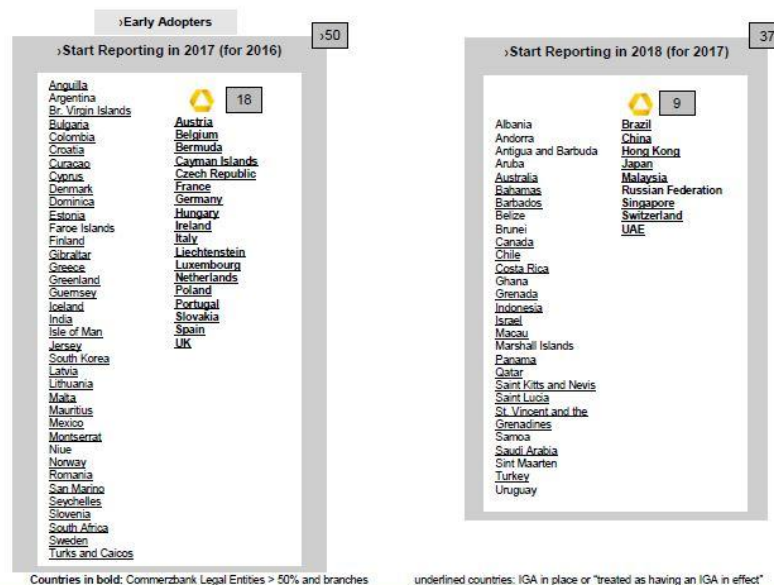 ›Early Adopters
›50
›Start Reporting in 2017 (for 2016)
Anguilla
Argentina
Br. Virgin Islands
Bulgaria
Colombia
Croatia
Curacao
Cyprus
Denmark
Dominica
Estonia
Faroe Islands
Finland
Gibraltar
Greece
Greenland
Guernsey
Iceland
India
Isle of Man
Jersey
South Korea
Latvia
Lithuania
Malta
Mauritius
Mexico
Montserrat
Niue
Norway
Romania
San Marino
Seychelles
Slovenia
South Africa
Sweden
Turks and Caicos
18
Austria
Belgium
Bermuda
Cayman Islands
Czech Republic
France
Germany
Hungary
Ireland
Italy
Liechtenstein
Luxembourg
Netherlands
Poland
Portugal
Slovakia
Spain
UK
37
›Start Reporting in 2018 (for 2017)
Albania
Andorra
Antigua and Barbuda
Aruba
Australia
Bahamas
Barbados
Belize
Brunei
Canada
Chile
Costa Rica
Ghana
Grenada
Indonesia
Israel
Macau
Marshall Islands
Panama
Qatar
Saint Kitts and Nevis
Saint Lucia
St. Vincent and the
Grenadines
Samoa
Saudi Arabia
Sint Maarten
Turkey
Uruguay
9
Brazil
China
Hong Kong
Japan
Malaysia
Russian Federation
Singapore
Switzerland
UAE
Countries in bold: Commerzbank Legal Entities > 50% and branches
underlined countries: IGA in place or "treated as having an IGA in effect"